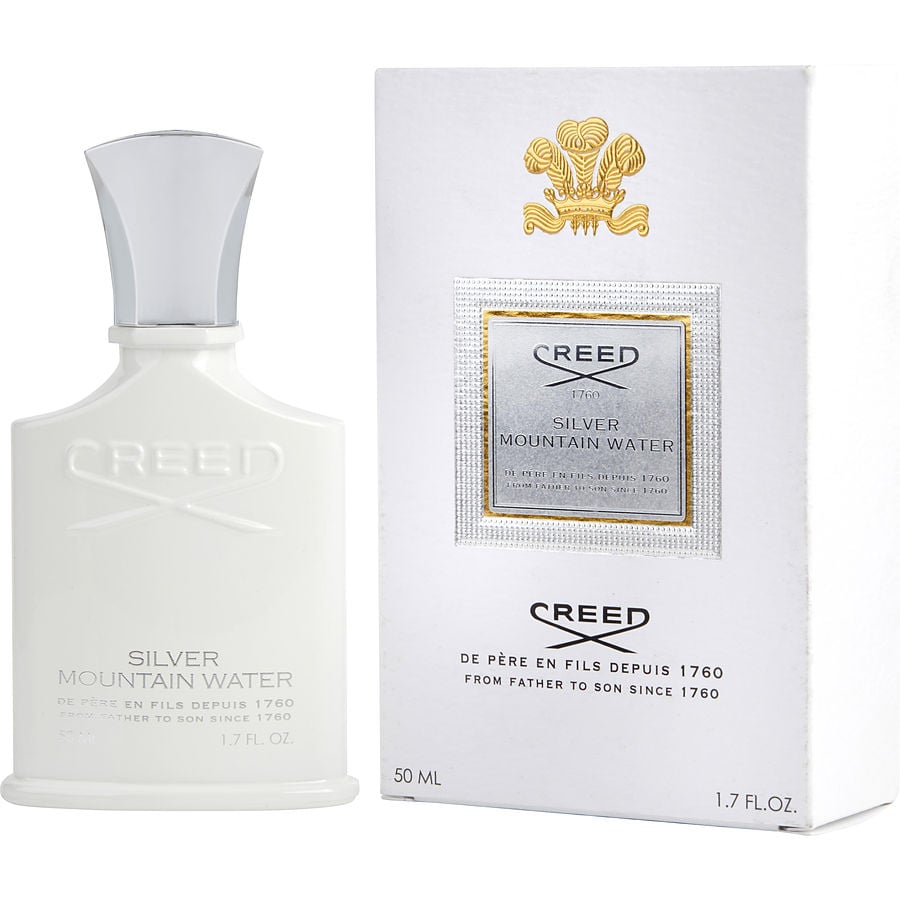 CREED
SILVER
MOUNTAIN WATER
DE PÈRE EN FILS DEPUIS 1760
FROM FATHER TO SON SINCE 1760
50 ML 1.7 FL. OZ.
CREED
1760
SILVER
MOUNTAIN WATER
DE PÈRE EN FILS DEPUIS 1760
FROM FATHER TO SON SINCE 1760
CREED
DE PÈRE EN FILS DEPUIS 1760
FROM FATHER TO SON SINCE 1760
50 ML 1.7 FL.OZ.